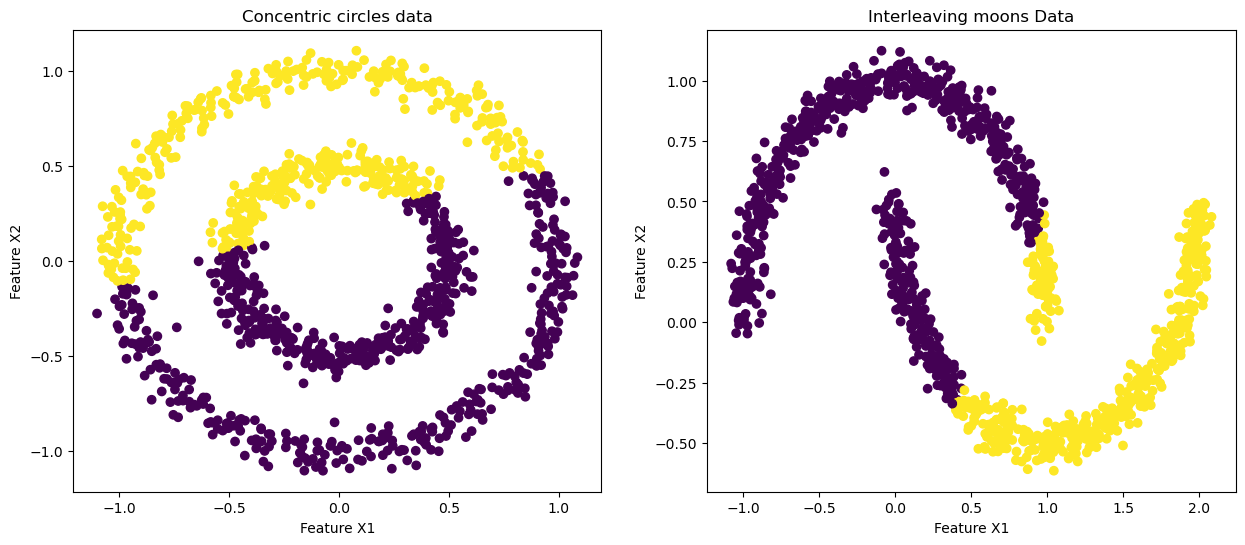 Concentric circles data
1.0
0.5
0.0
−0.5
−1.0
Feature X2
−1.0 −0.5 0.0 0.5 1.0
Feature X1
Interleaving moons Data
1.00
0.75
0.50
0.25
0.00
−0.25
−0.50
Feature X2
−1.0 −0.5 0.0 0.5 1.0 1.5 2.0
Feature X1